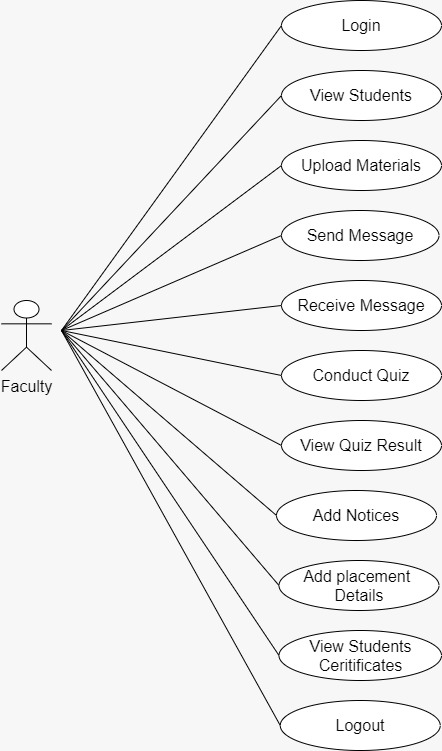 Login
View Students
Upload Materials
Send Message
Receive Message
Faculty
Conduct Quiz
View Quiz Result
Add Notices
Add placement
Details
View Students
Ceritificates
Logout